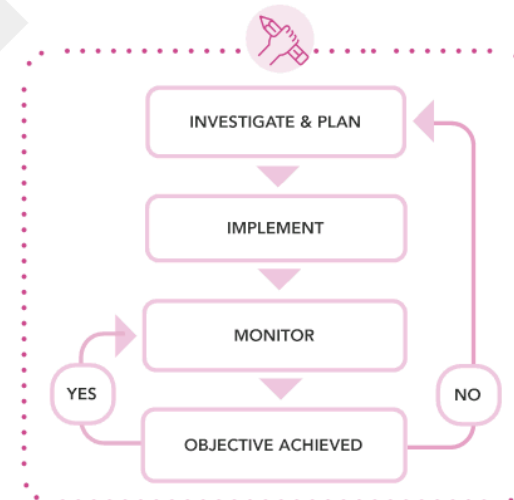 INVESTIGATE & PLAN
IMPLEMENT
MONITOR
YES
NO
OBJECTIVE ACHIEVED